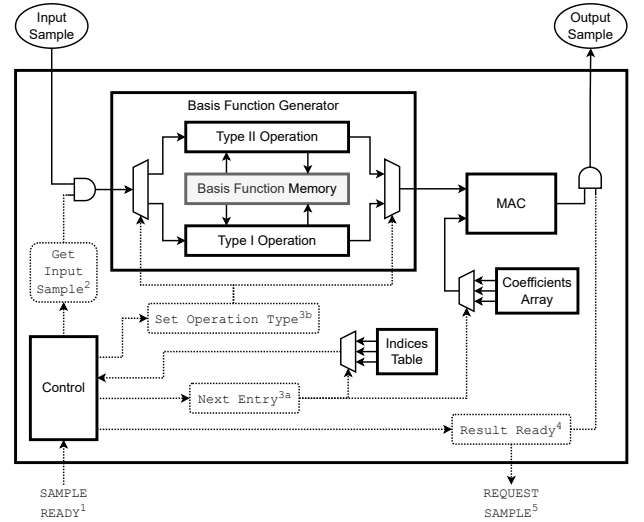 Input
Sample
Output
Sample
Basis Function Generator
Type II Operation
Basis Function Memory
Type I Operation
MAC
Get
Input
Sample²
Coefficients
Array
Set Operation Type³ᵇ
Indices
Table
Control
Next Entry³ᵃ
Result Ready⁴
SAMPLE
READY¹
REQUEST
SAMPLE⁵